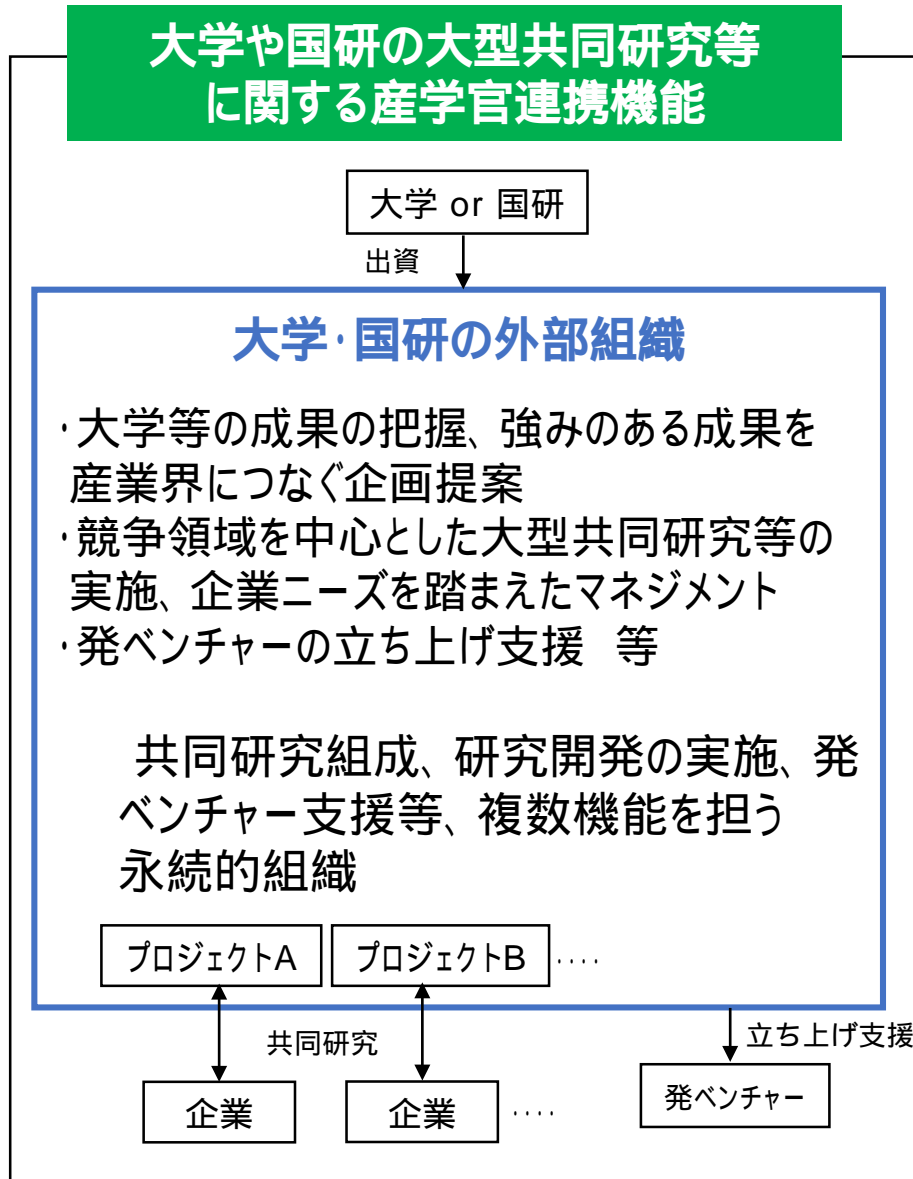 大学や国研の大型共同研究等
に関する産学官連携機能
大学 or 国研
出資
大学・国研の外部組織
・大学等の成果の把握、強みのある成果を
産業界につなぐ企画提案
・競争領域を中心とした大型共同研究等の
実施、企業ニーズを踏まえたマネジメント
・発ベンチャーの立ち上げ支援　等
共同研究組成、研究開発の実施、発
ベンチャー支援等、複数機能を担う
永続的組織
プロジェクトA プロジェクトB ‥‥
共同研究
立ち上げ支援
企業 企業 ‥‥ 発ベンチャー